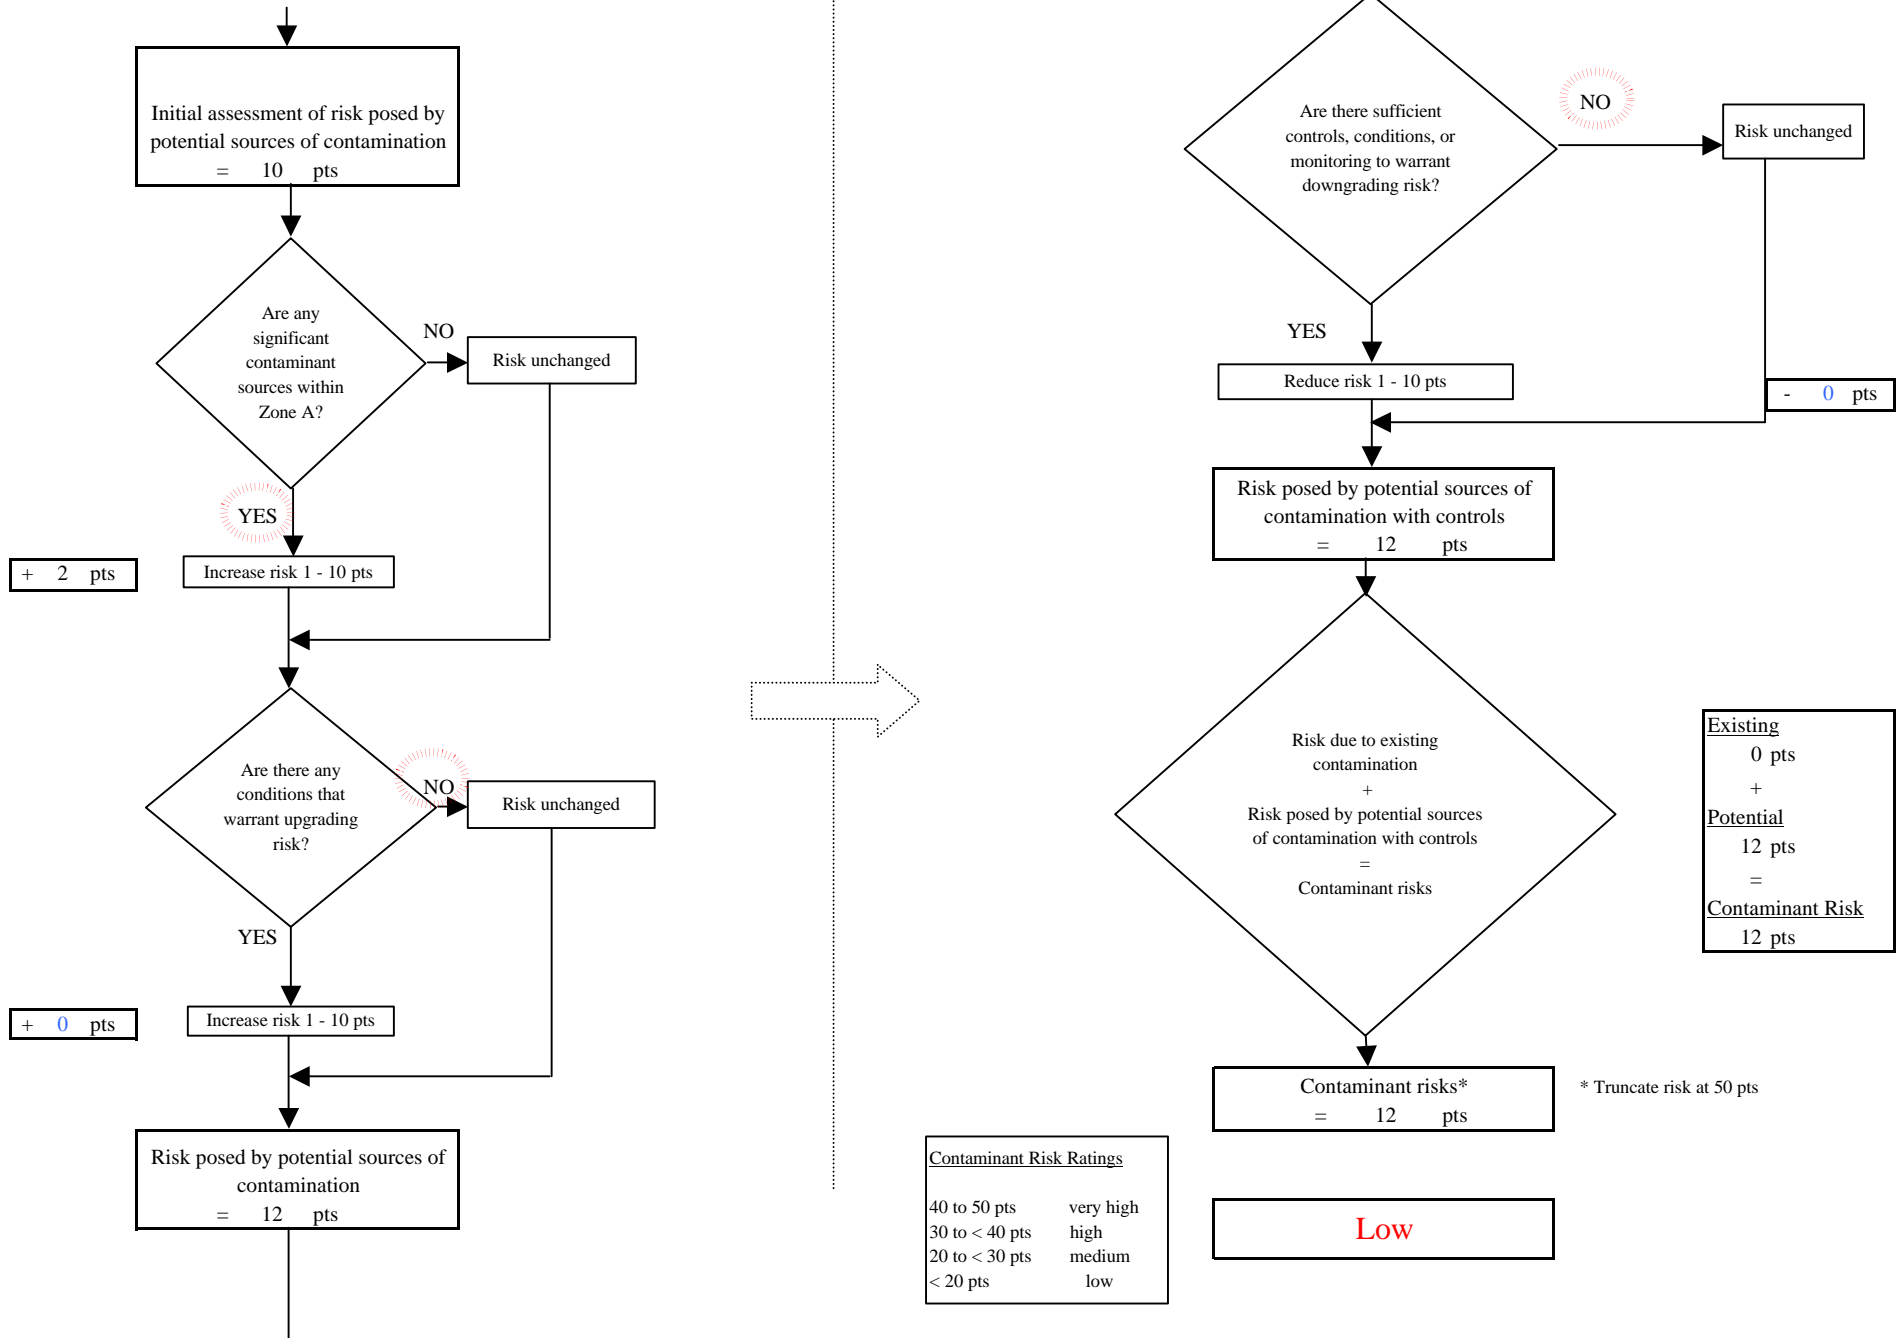 Initial assessment of risk posed by
potential sources of contamination
= 10 pts
Are any
significant
contaminant
sources within
Zone A?
NO
Risk unchanged
YES
+ 2 pts
Increase risk 1 - 10 pts
Are there any
conditions that
warrant upgrading
risk?
NO
Risk unchanged
YES
+ 0 pts
Increase risk 1 - 10 pts
Risk posed by potential sources of
contamination
= 12 pts
Are there sufficient
controls, conditions, or
monitoring to warrant
downgrading risk?
NO
Risk unchanged
YES
Reduce risk 1 - 10 pts
- 0 pts
Risk posed by potential sources of
contamination with controls
= 12 pts
Risk due to existing
contamination
+
Risk posed by potential sources
of contamination with controls
=
Contaminant risks
Existing
0 pts
+
Potential
12 pts
=
Contaminant Risk
12 pts
Contaminant risks*
= 12 pts
* Truncate risk at 50 pts
Contaminant Risk Ratings
40 to 50 pts very high
30 to < 40 pts high
20 to < 30 pts medium
< 20 pts low
Low